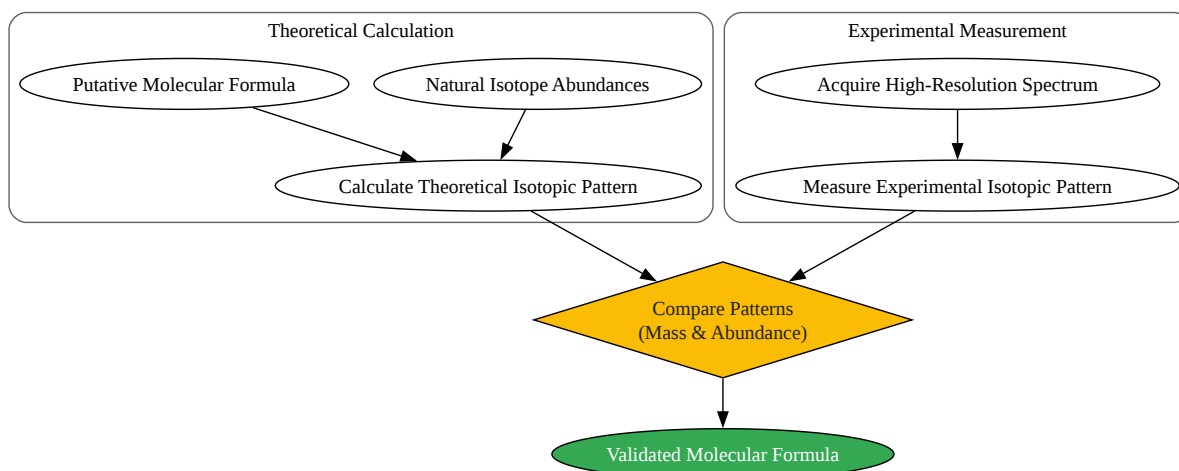 Theoretical Calculation
Experimental Measurement
Putative Molecular Formula
Natural Isotope Abundances
Acquire High-Resolution Spectrum
Calculate Theoretical Isotopic Pattern
Measure Experimental Isotopic Pattern
Compare Patterns
(Mass & Abundance)
Validated Molecular Formula